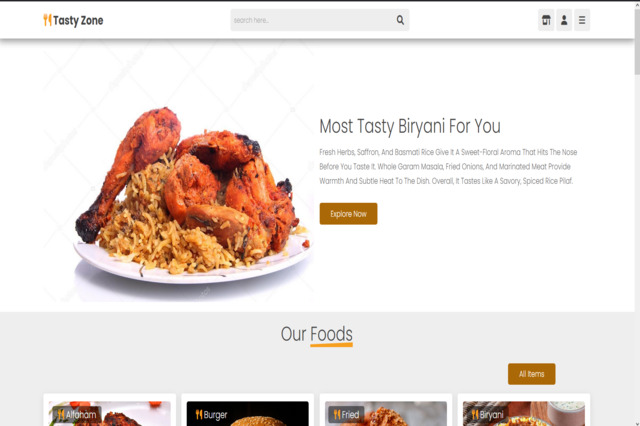 Tasty Zone
search here..
Most Tasty Biryani For You
Fresh Herbs, Saffron, And Basmati Rice Give It A Sweet-Floral Aroma That Hits The Nose
Before You Taste It. Whole Garam Masala, Fried Onions, And Marinated Meat Provide
Warmth And Subtle Heat To The Dish. Overall, It Tastes Like A Savory, Spiced Rice Pilaf.
Explore Now
Our Foods
All Items
Alfaham
Burger
Fried
Biryani